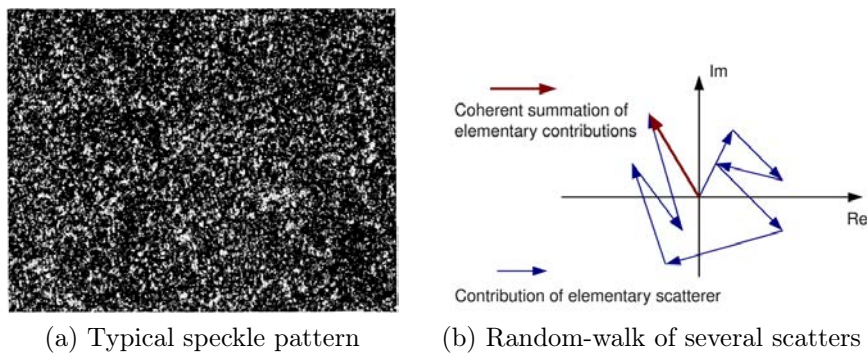 Im
Coherent summation of
elementary contributions
Re
Contribution of elementary scatterer
(a) Typical speckle pattern
(b) Random-walk of several scatters